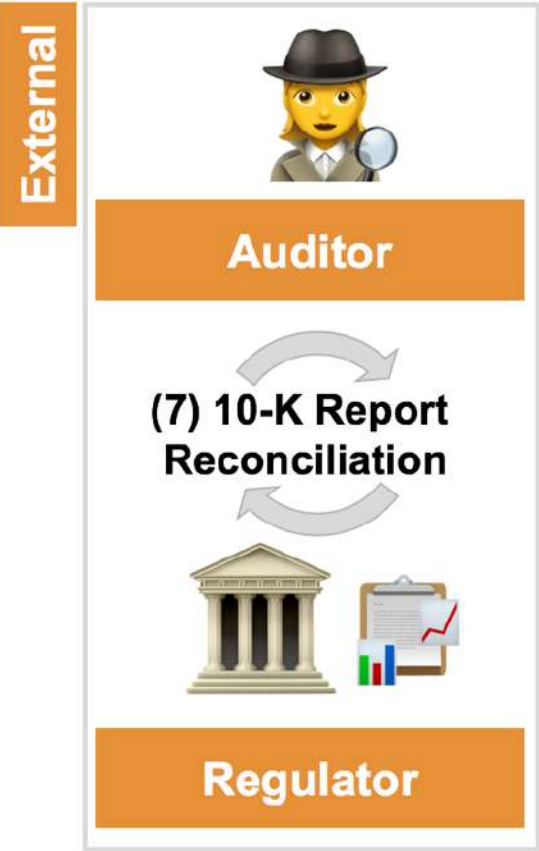 External
Auditor
(7) 10-K Report
Reconciliation
Regulator